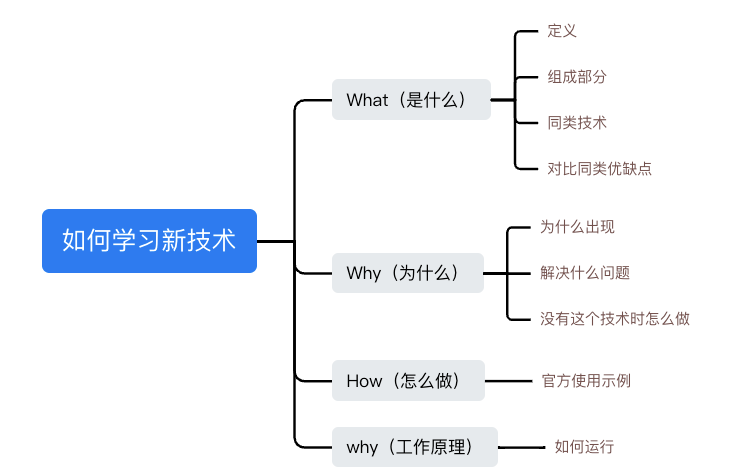 如何学习新技术
What（是什么）
定义
组成部分
同类技术
对比同类优缺点
Why（为什么）
为什么出现
解决什么问题
没有这个技术时怎么做
How（怎么做）
官方使用示例
why（工作原理）
如何运行